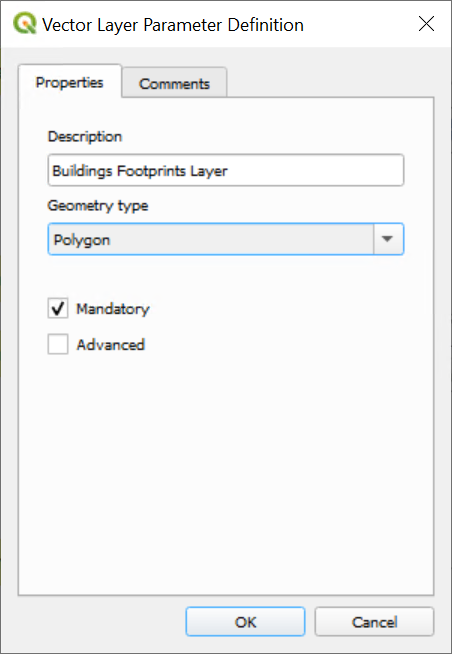 Vector Layer Parameter Definition
Properties
Comments
Description
Buildings Footprints Layer
Geometry type
Polygon
Mandatory
Advanced
OK
Cancel